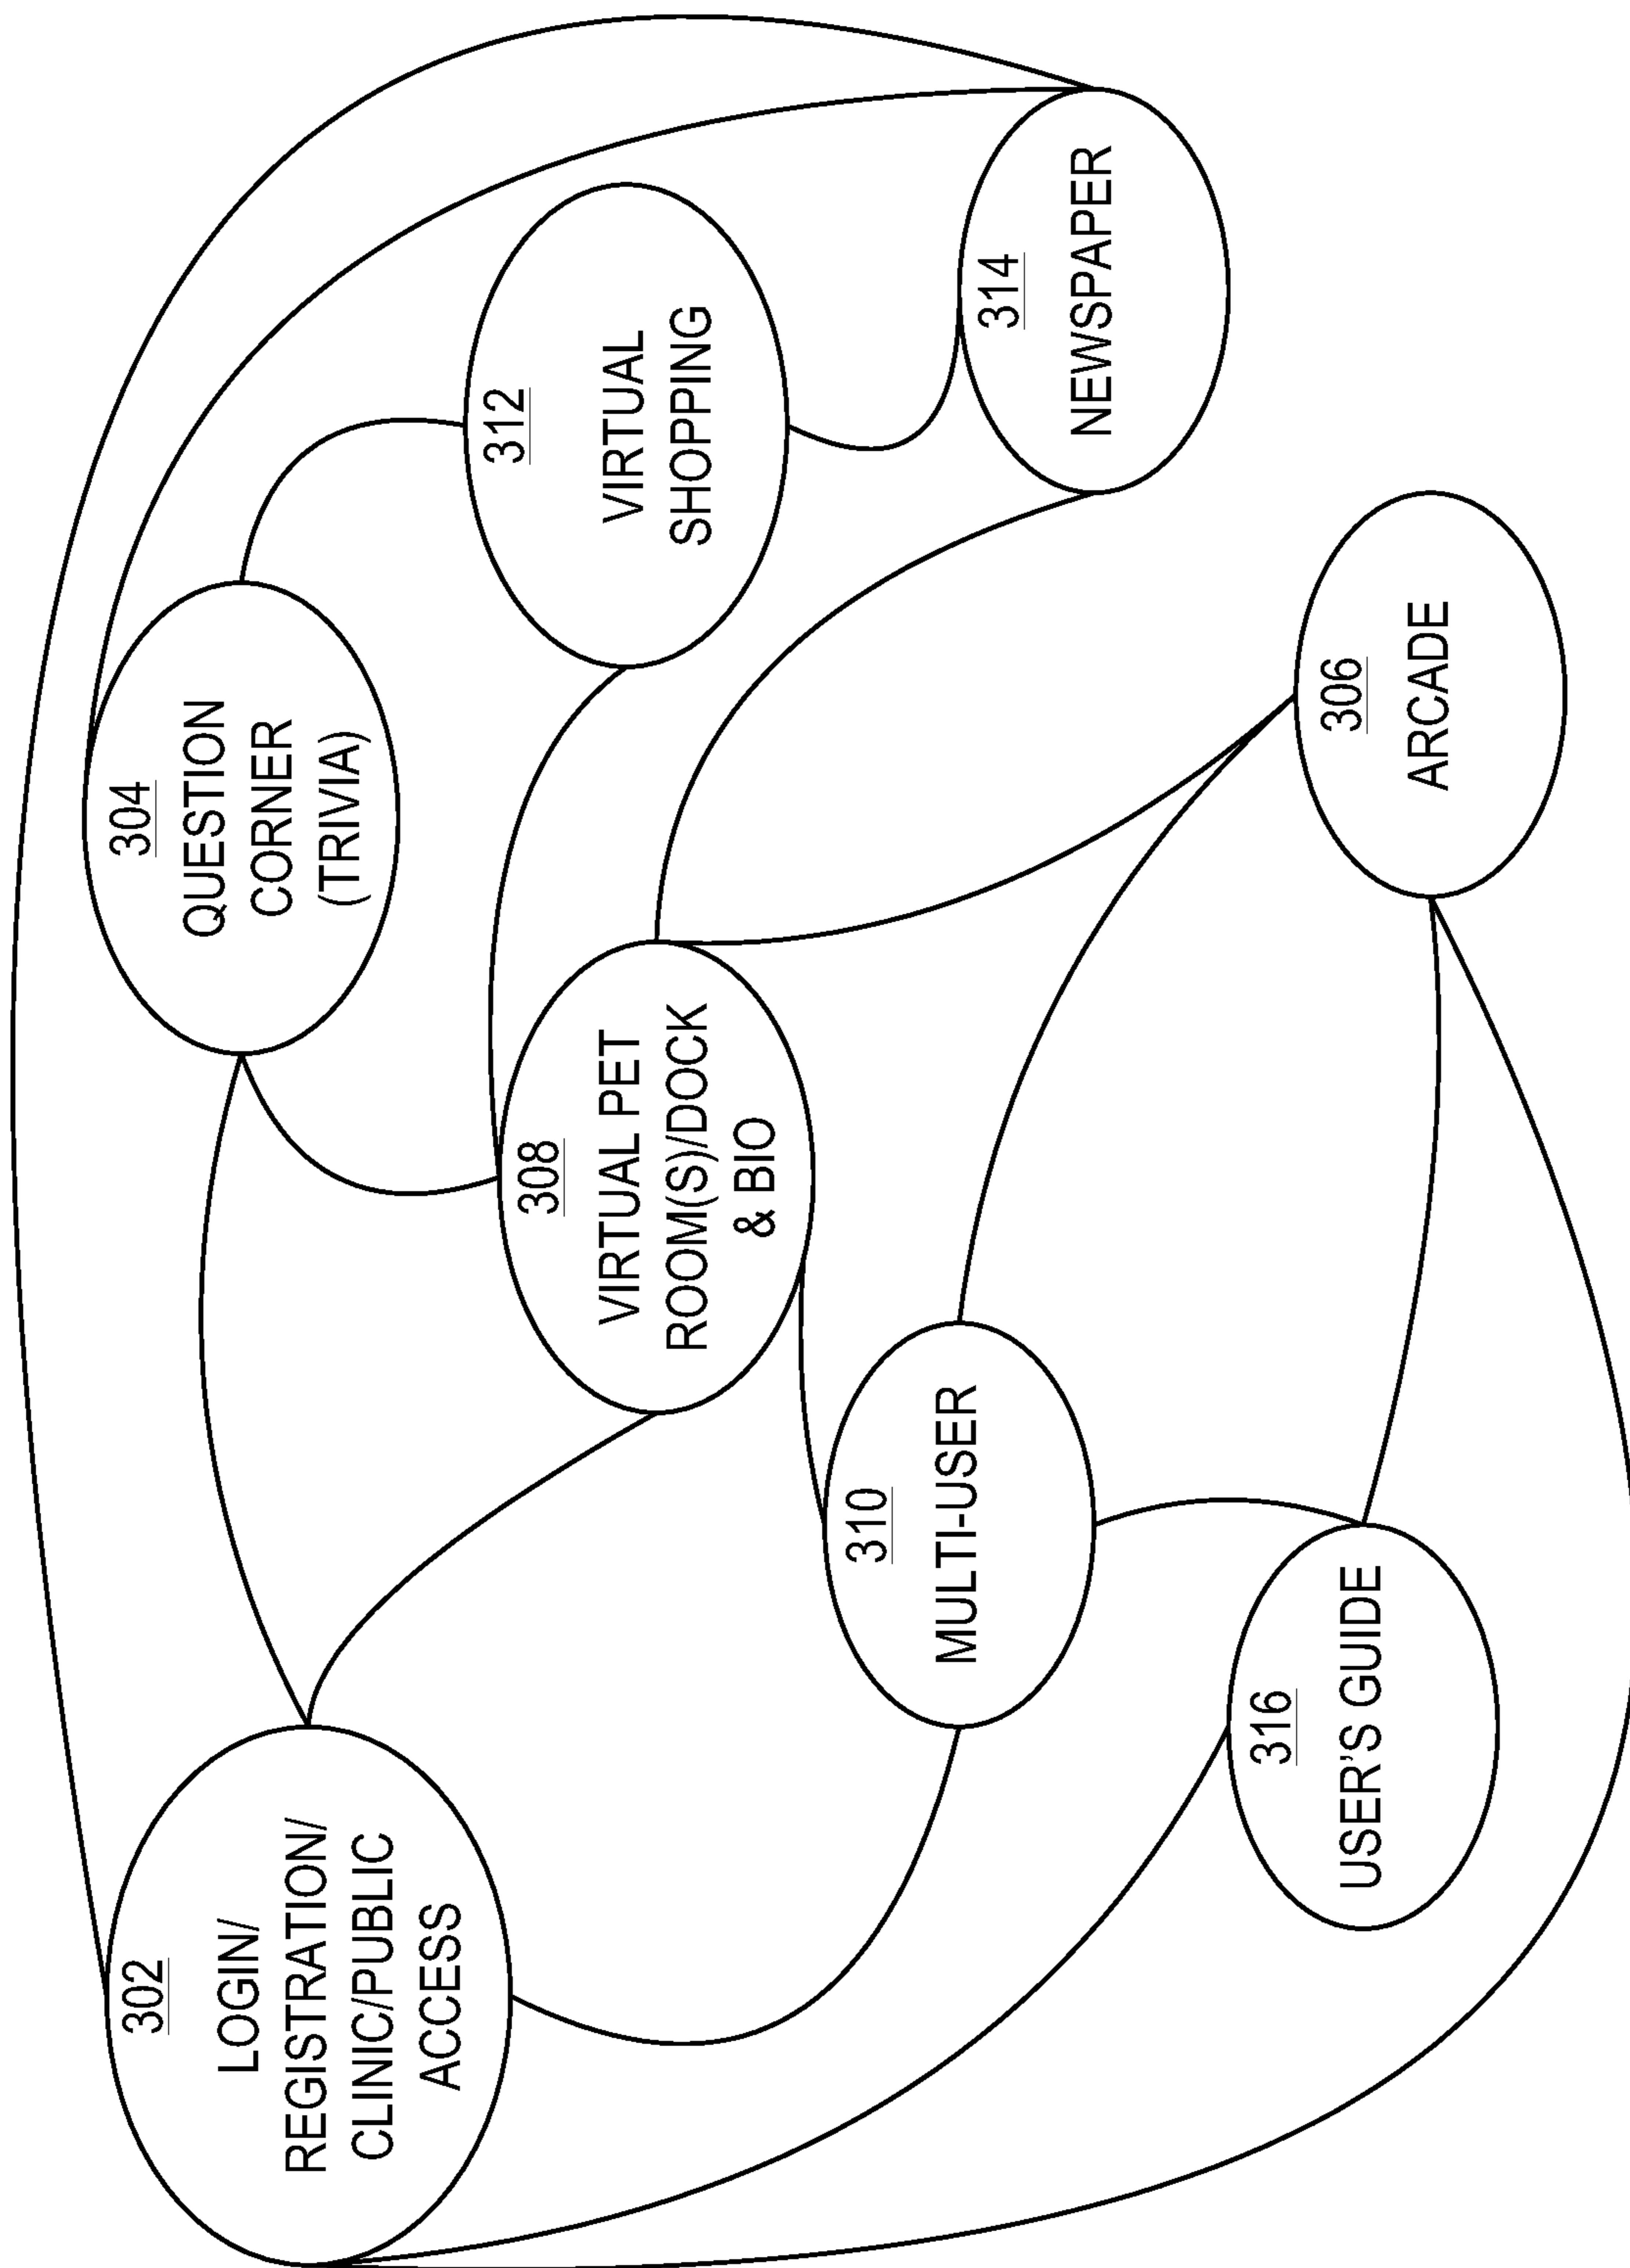 302
LOGIN/
REGISTRATION/
CLINIC/PUBLIC
ACCESS
304
QUESTION
CORNER
(TRIVIA)
308
VIRTUAL PET
ROOM(S)/DOCK
& BIO
312
VIRTUAL
SHOPPING
310
MULTI-USER
314
NEWSPAPER
316
USER'S GUIDE
306
ARCADE